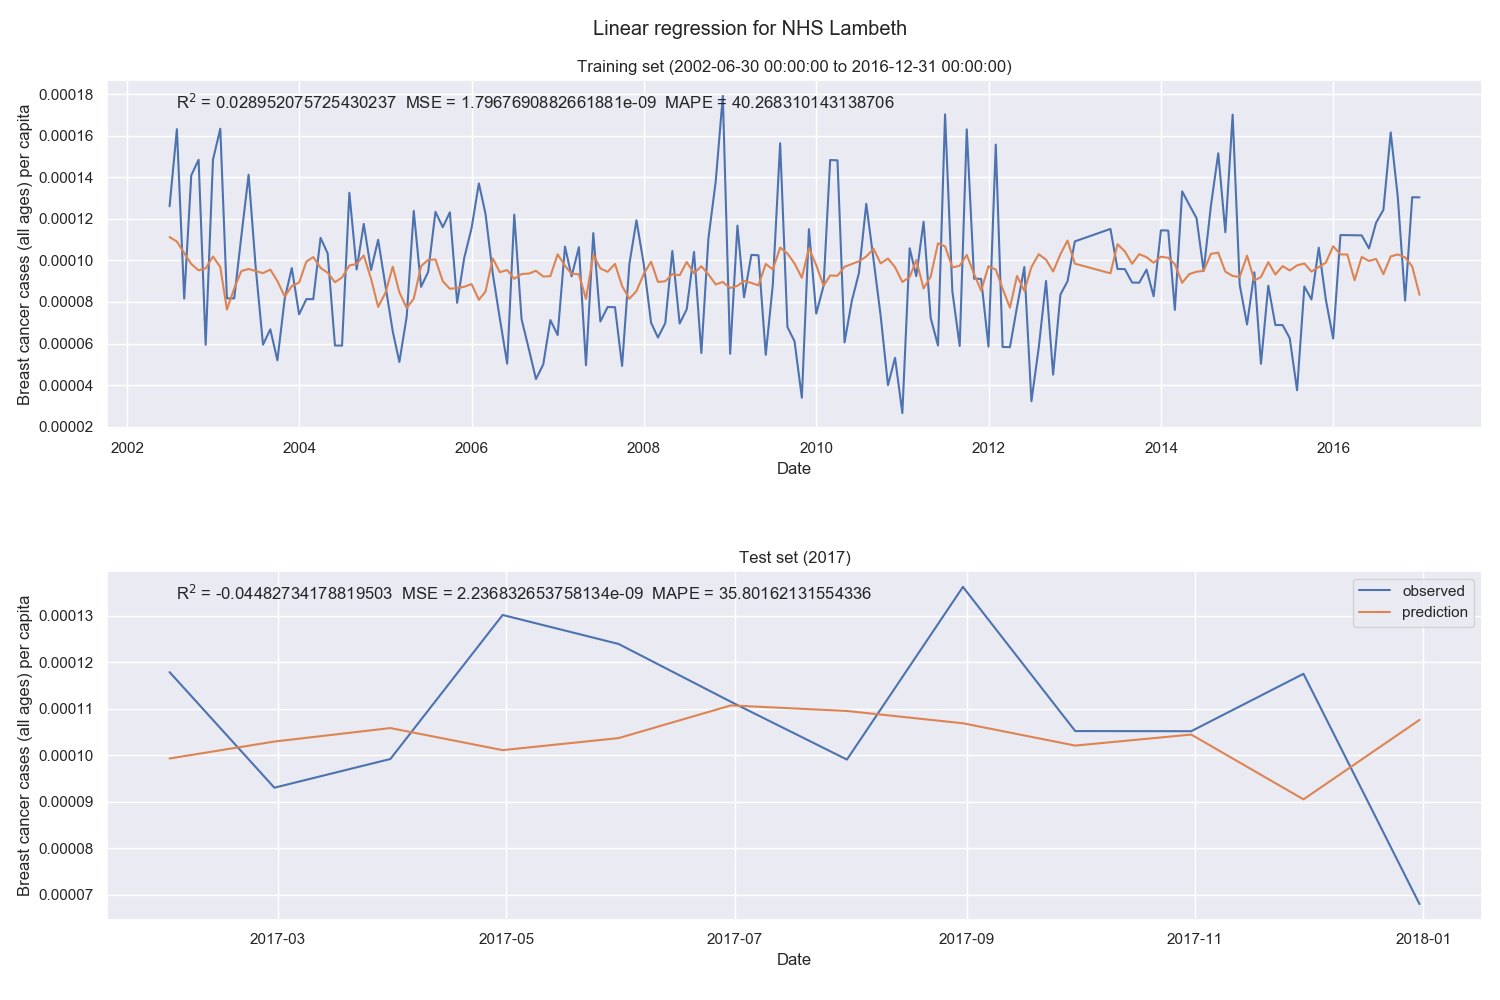 Linear regression for NHS Lambeth
Training set (2002-06-30 00:00:00 to 2016-12-31 00:00:00)
R² = 0.028952075725430237 MSE = 1.7967690882661881e-09 MAPE = 40.268310143138706
Breast cancer cases (all ages) per capita
0.00018
0.00016
0.00014
0.00012
0.00010
0.00008
0.00006
0.00004
0.00002
2002 2004 2006 2008 2010 2012 2014 2016
Date
Test set (2017)
R² = -0.04482734178819503 MSE = 2.236832653758134e-09 MAPE = 35.80162131554336
observed
prediction
Breast cancer cases (all ages) per capita
0.00013
0.00012
0.00011
0.00010
0.00009
0.00008
0.00007
2017-03 2017-05 2017-07 2017-09 2017-11 2018-01
Date